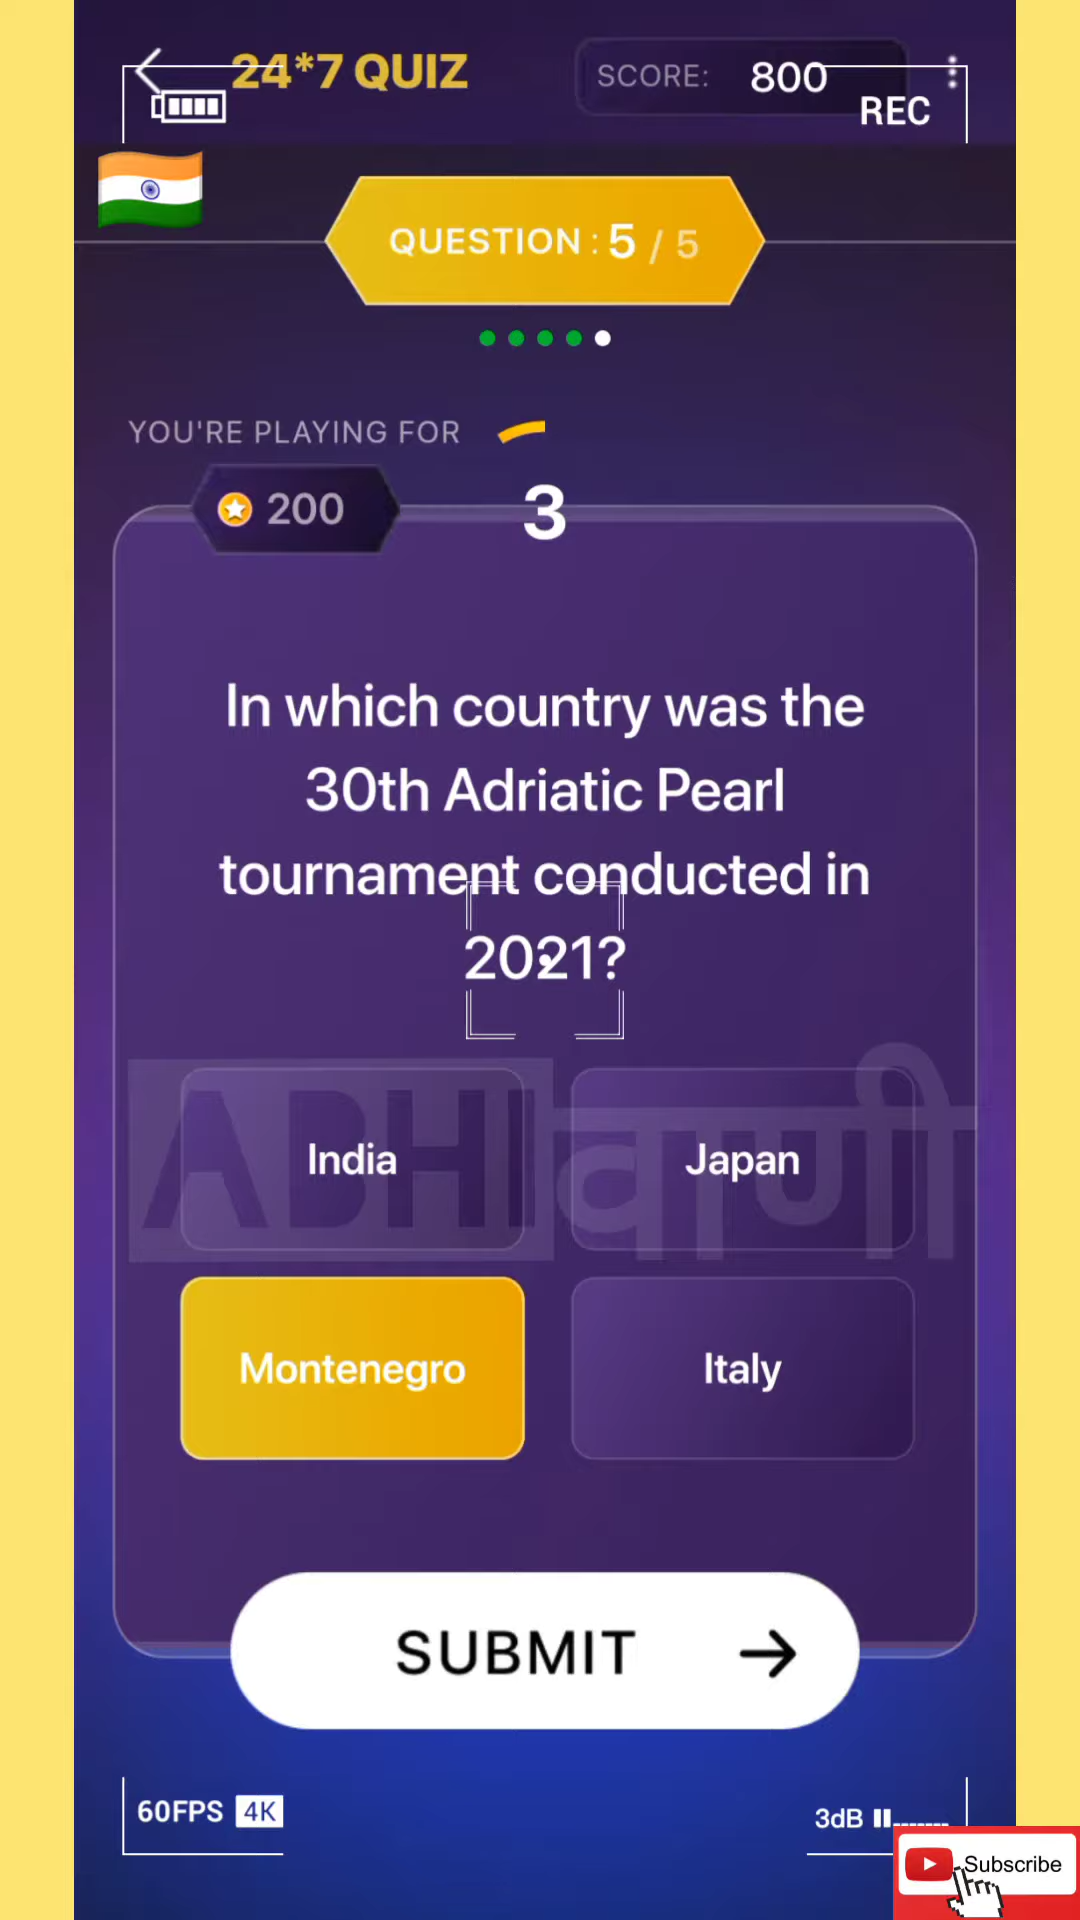 24*7 QUIZ
SCORE: 800
REC
QUESTION : 5 / 5
YOU'RE PLAYING FOR
200
3
In which country was the
30th Adriatic Pearl
tournament conducted in
2021?
ABHIवाणी
India
Japan
Montenegro
Italy
SUBMIT
60FPS 4K
3dB
Subscribe